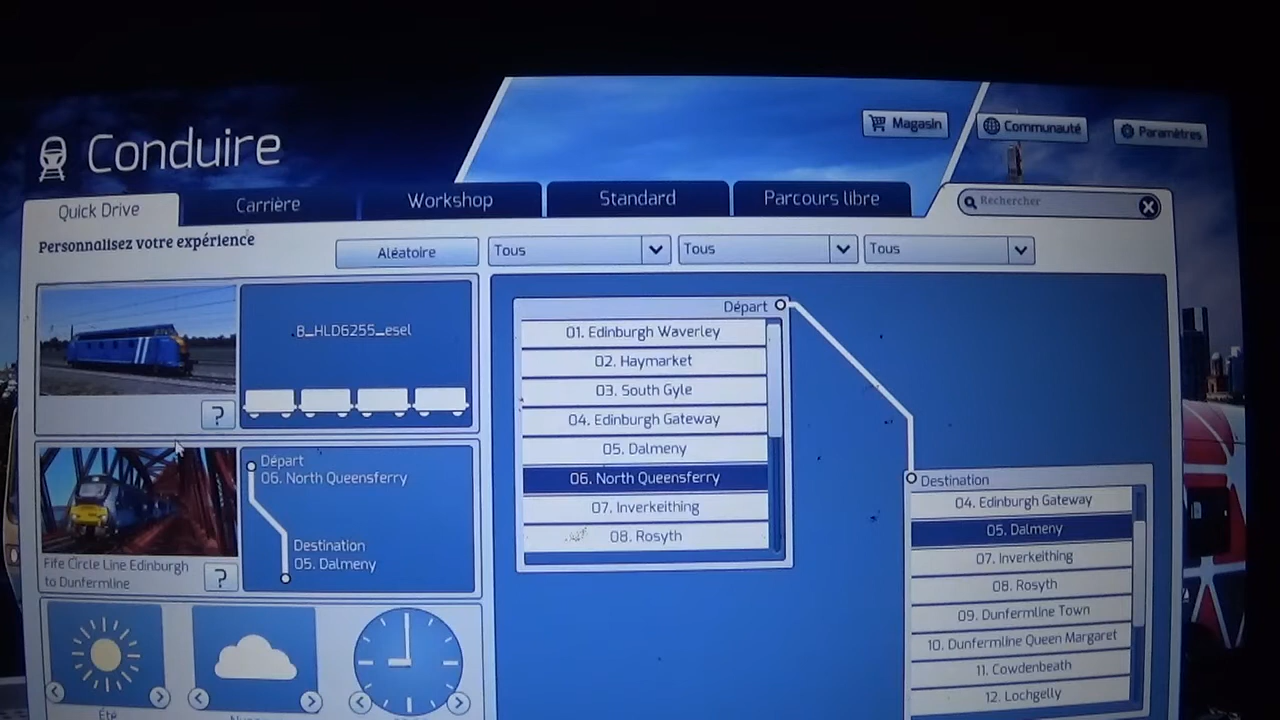 Conduire
Magasin
Communauté
Paramètres
Quick Drive
Carrière
Workshop
Standard
Parcours libre
Rechercher
Personnalisez votre expérience
Aléatoire
Tous
Tous
Tous
B_HLD6255_esel
?
Départ
06. North Queensferry
Destination
05. Dalmeny
Fife Circle Line Edinburgh
to Dunfermline
?
Été
Départ
01. Edinburgh Waverley
02. Haymarket
03. South Gyle
04. Edinburgh Gateway
05. Dalmeny
06. North Queensferry
07. Inverkeithing
08. Rosyth
Destination
04. Edinburgh Gateway
05. Dalmeny
07. Inverkeithing
08. Rosyth
09. Dunfermline Town
10. Dunfermline Queen Margaret
11. Cowdenbeath
12. Lochgelly